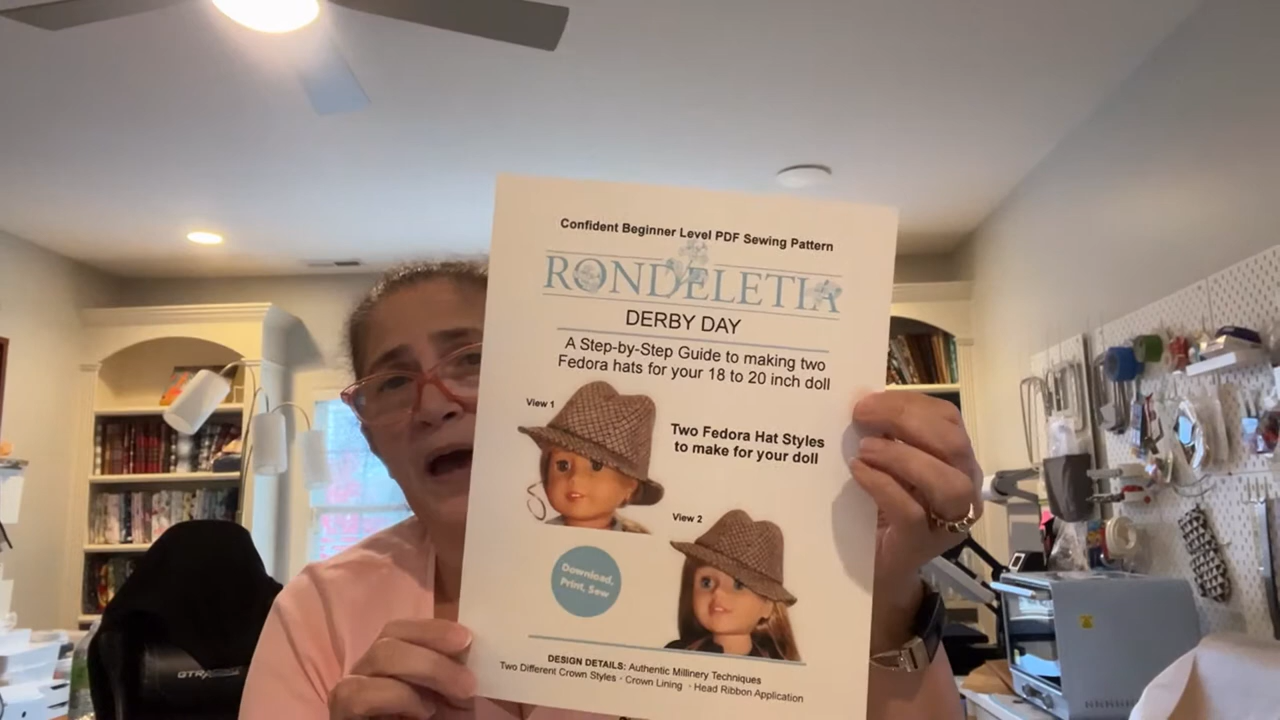 Confident Beginner Level PDF Sewing Pattern
RONDELETIA
DERBY DAY
A Step-by-Step Guide to making two
Fedora hats for your 18 to 20 inch doll
View 1
Two Fedora Hat Styles
to make for your doll
View 2
Download,
Print, Sew
DESIGN DETAILS: Authentic Millinery Techniques
Two Different Crown Styles · Crown Lining · Head Ribbon Application